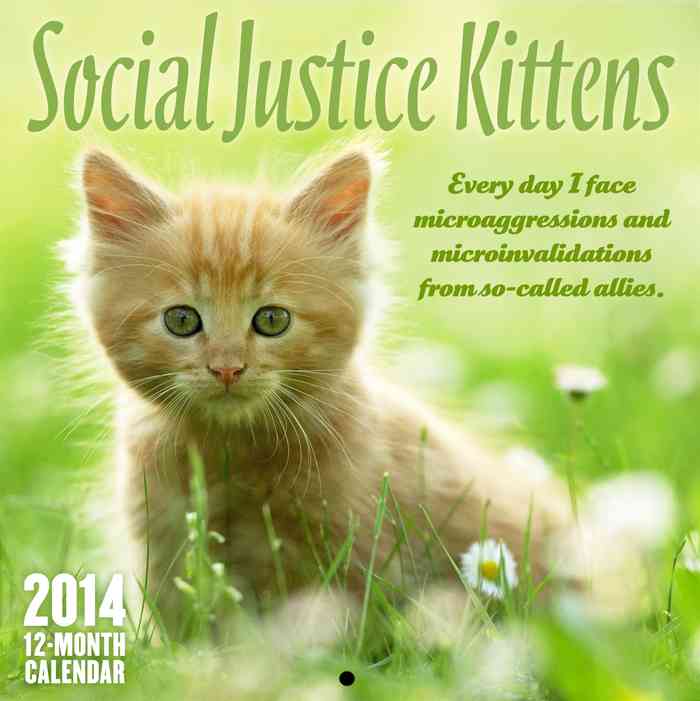 Social Justice Kittens
Every day I face
microaggressions and
microinvalidations
from so-called allies.
2014
12-MONTH
CALENDAR